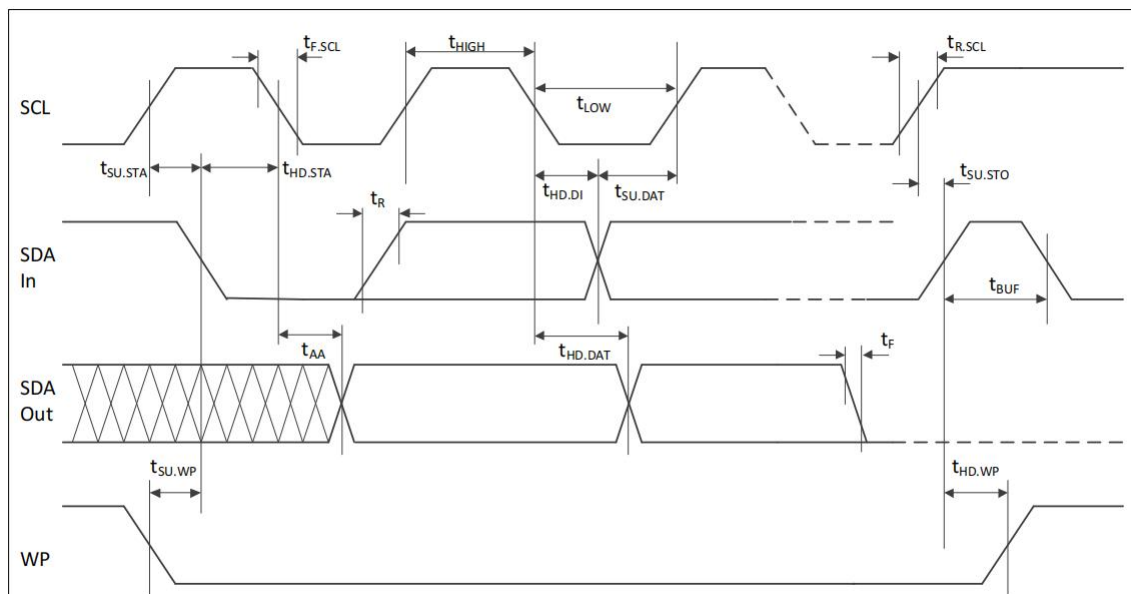 tF.SCL
tHIGH
tR.SCL
SCL
tLOW
tSU.STA
tHD.STA
tHD.DI
tSU.DAT
tSU.STO
tR
SDA
In
tBUF
tAA
tHD.DAT
tF
SDA
Out
tSU.WP
tHD.WP
WP